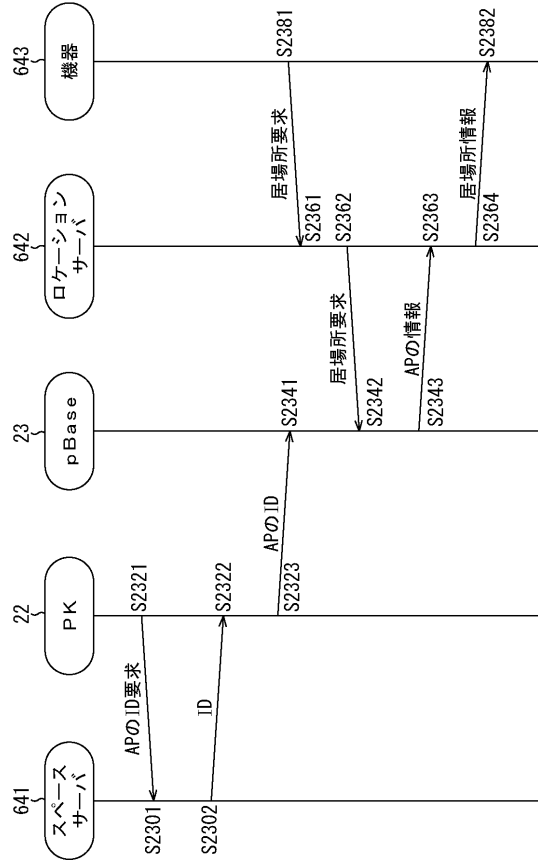 641
スペース
サーバ
22
PK
23
pBase
642
ロケーション
サーバ
643
機器
S2321
APのID要求
S2301
S2322
ID
S2302
S2341
APのID
S2323
S2381
居場所要求
S2361
S2362
居場所要求
S2342
S2363
APの情報
S2343
S2382
居場所情報
S2364